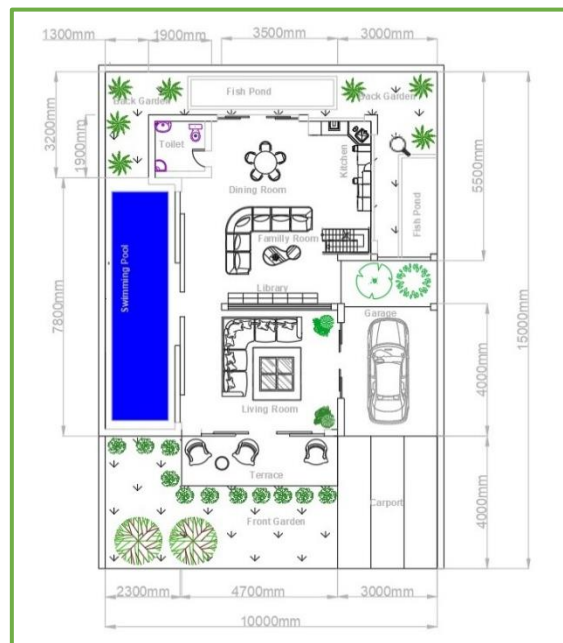 1300mm
1900mm
3500mm
3000mm
Back Garden
Fish Pond
Back Garden
3200mm
1900mm
Toilet
Kitchen
Dining Room
5500mm
Fish Pond
Familly Room
Swimming Pool
7800mm
Library
Garage
15000mm
4000mm
Living Room
Terrace
Carport
Front Garden
4000mm
2300mm
4700mm
3000mm
10000mm